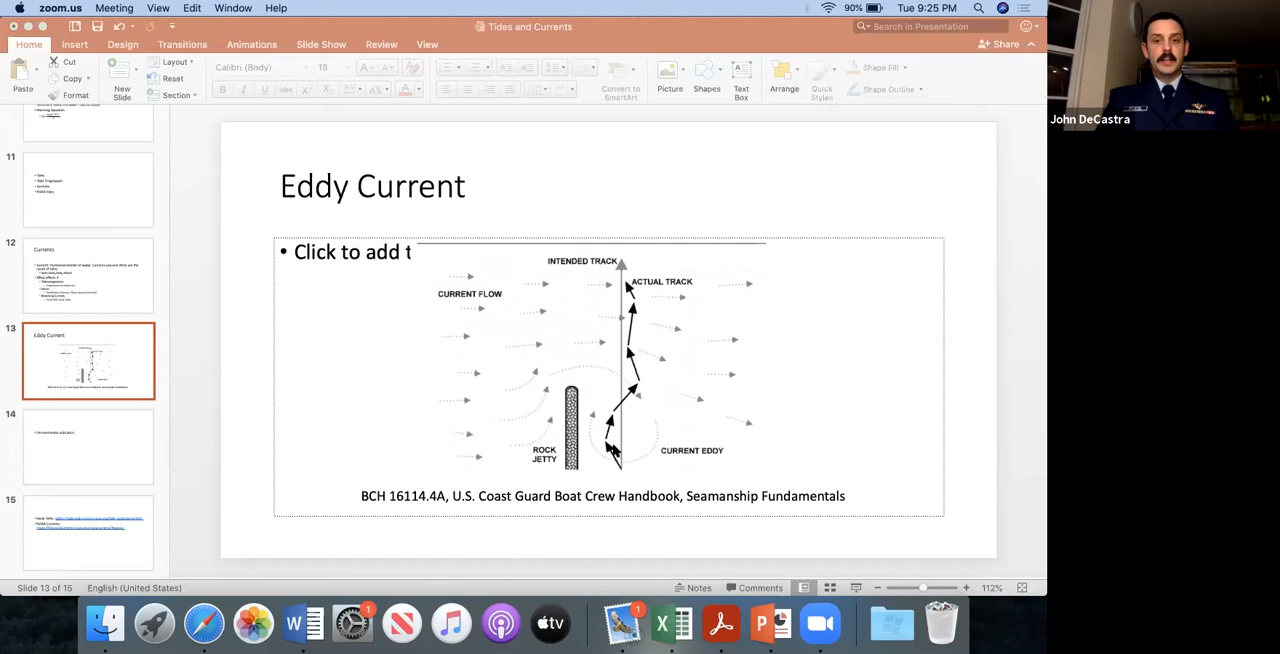 zoom.us Meeting View Edit Window Help
90% Tue 9:25 PM
Tides and Currents
Search in Presentation
Home Insert Design Transitions Animations Slide Show Review View
Share
Paste
Cut
Copy
Format
New Slide
Layout
Reset
Section
Calibri (Body) 18
Convert to SmartArt
Picture
Shapes
Text Box
Arrange
Quick Styles
Shape Fill
Shape Outline
John DeCastra
11
12
Currents
13
Eddy Current
14
15
Eddy Current
• Click to add t
INTENDED TRACK
ACTUAL TRACK
CURRENT FLOW
ROCK JETTY
CURRENT EDDY
BCH 16114.4A, U.S. Coast Guard Boat Crew Handbook, Seamanship Fundamentals
Slide 13 of 15 English (United States)
Notes Comments 112%
tv